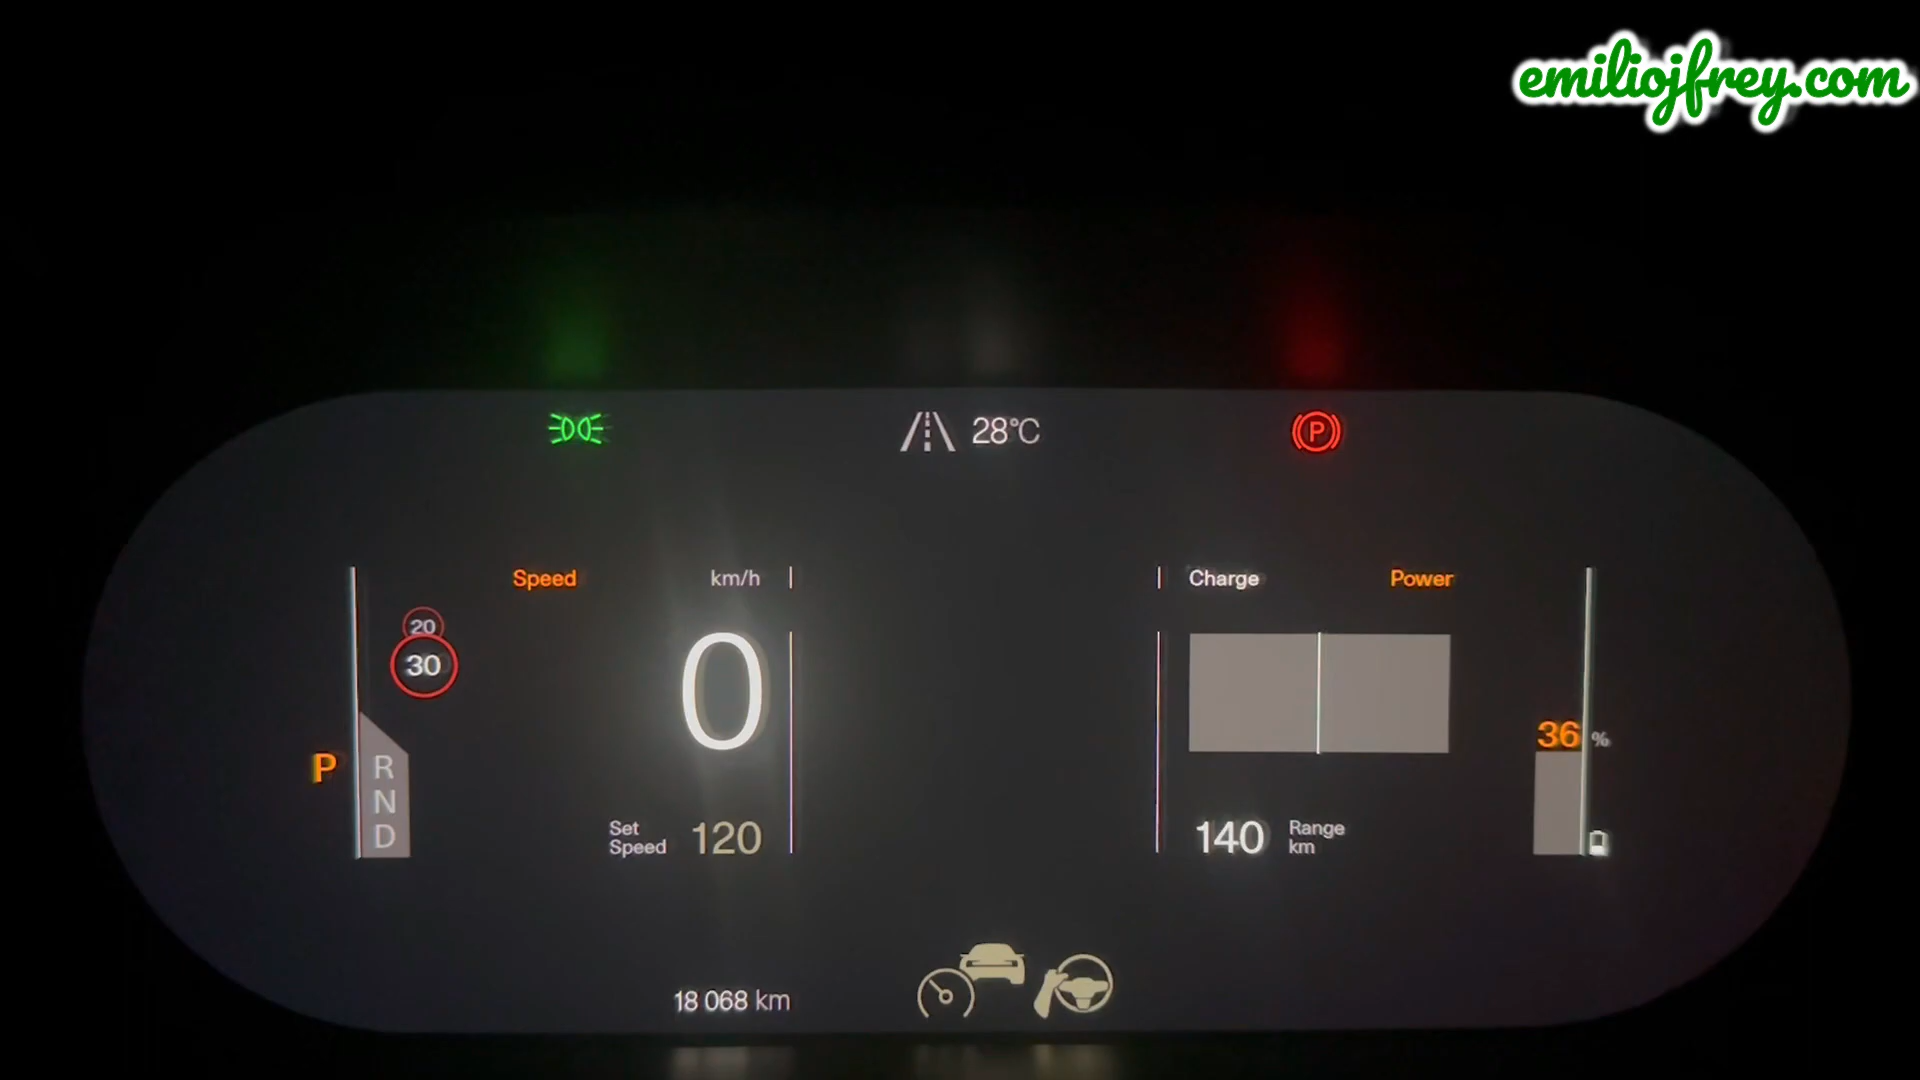 emiliojfrey.com
28°C
P
Speed km/h
Charge Power
20
30
0
36 %
P R
N
D
Set Speed 120
140 Range km
18 068 km